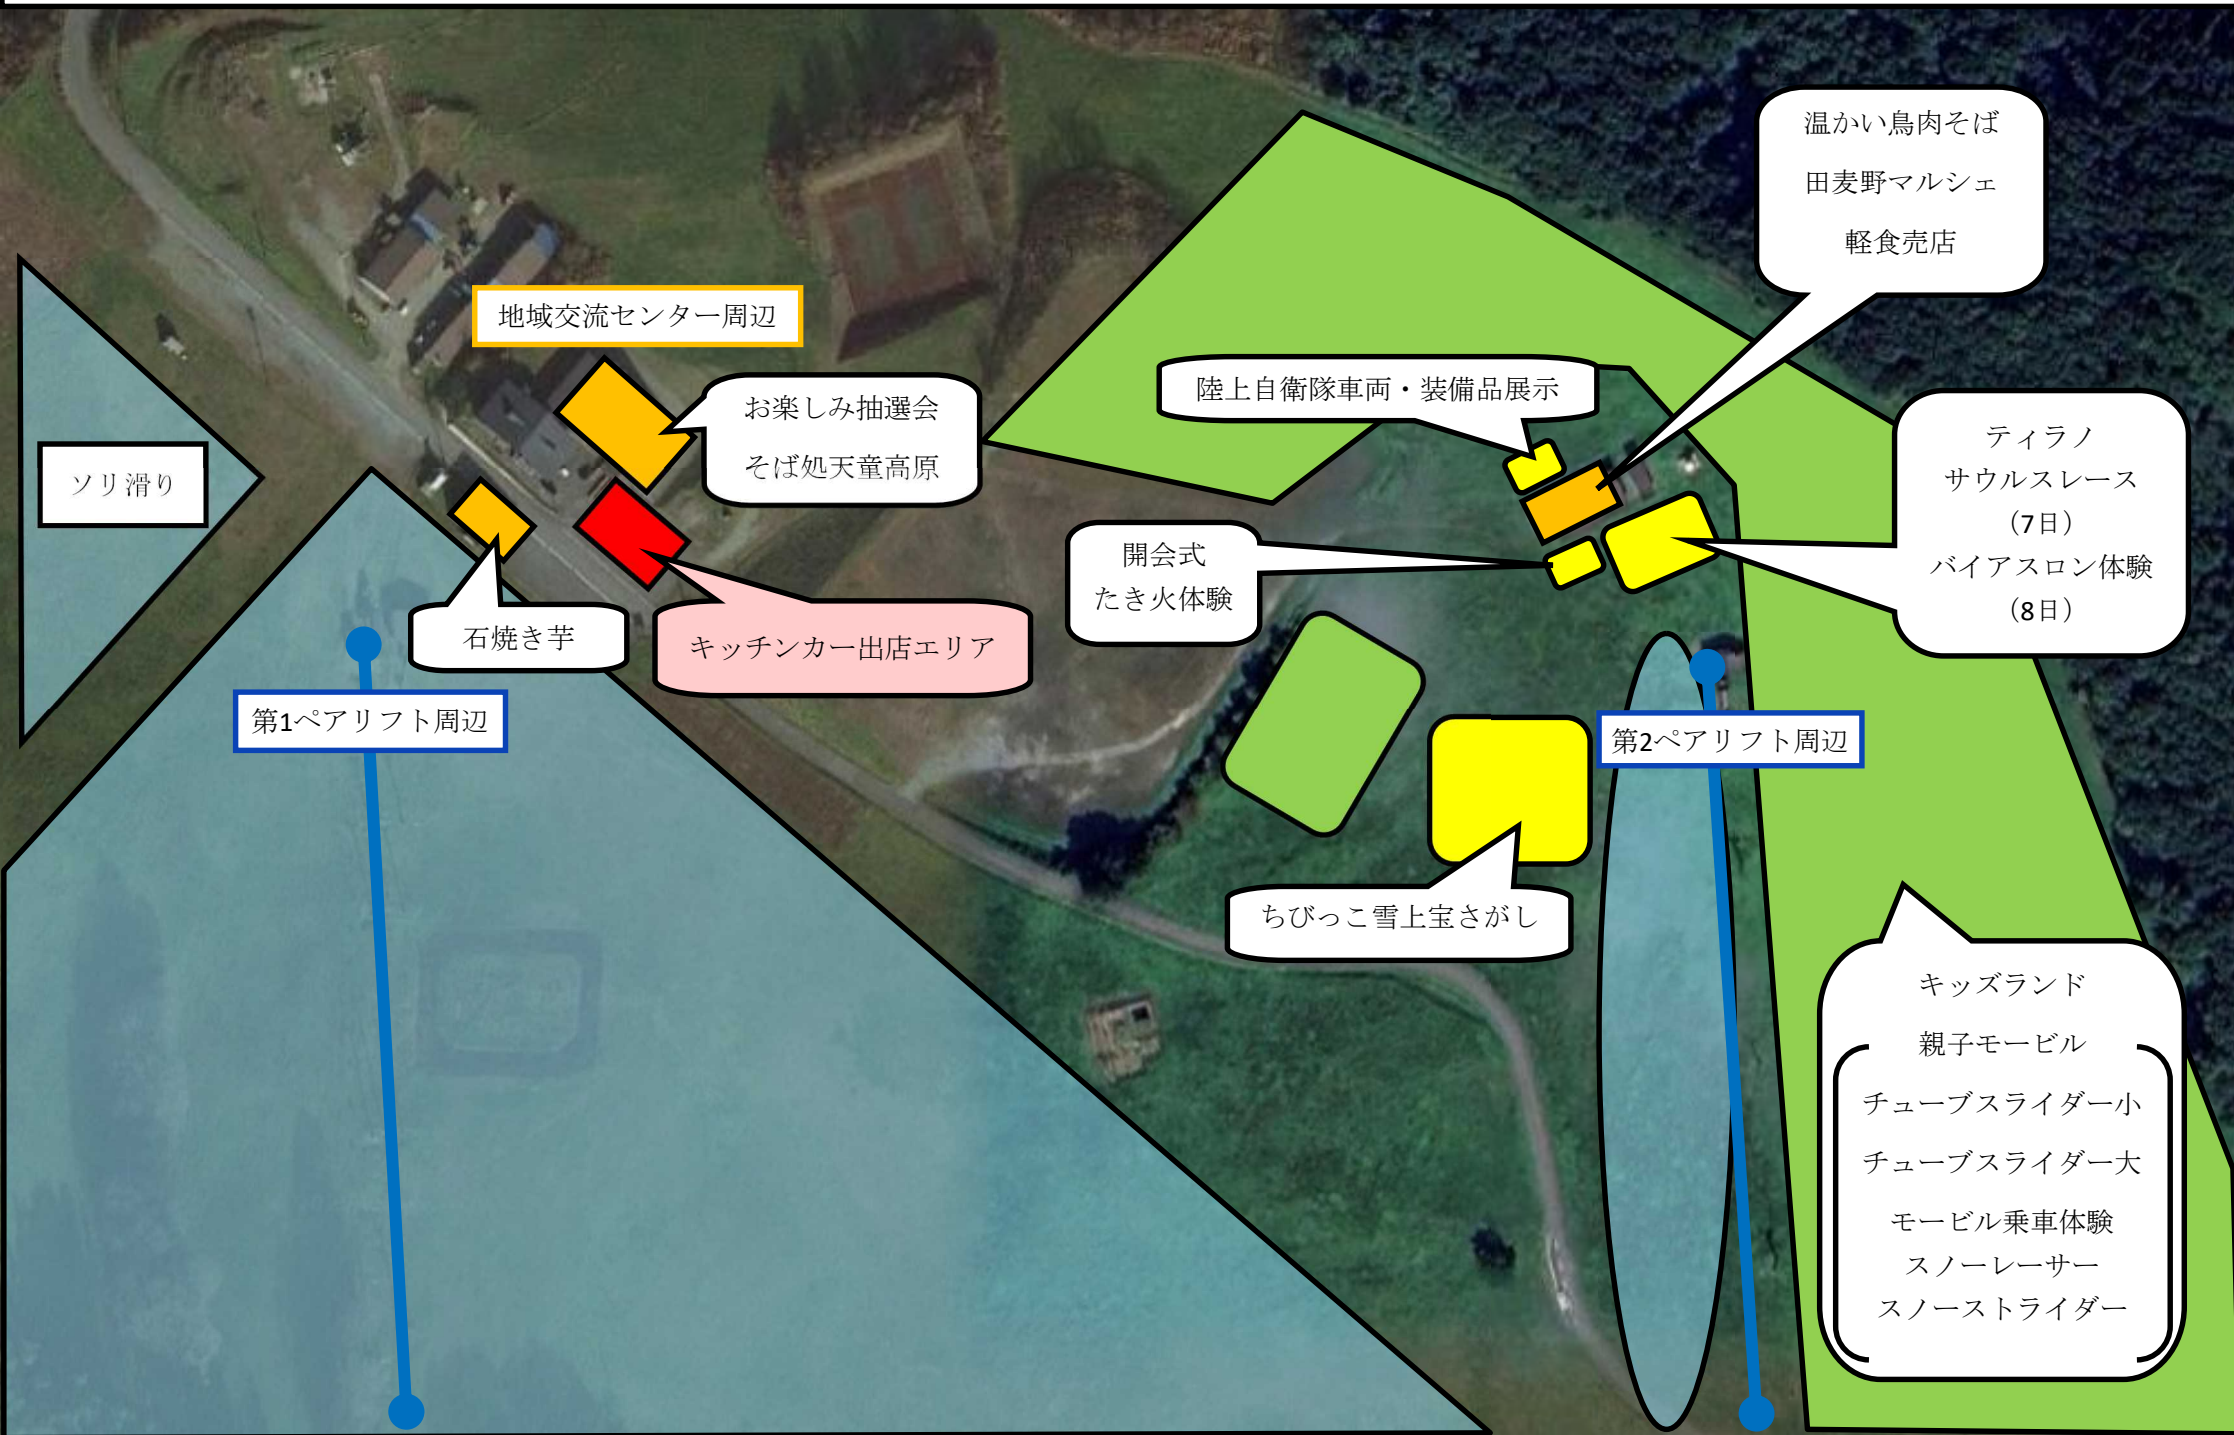 温かい鳥肉そば
田麦野マルシェ
軽食売店
地域交流センター周辺
お楽しみ抽選会
そば処天童高原
陸上自衛隊車両・装備品展示
ティラノ
サウルスレース
（7日）
バイアスロン体験
（8日）
ソリ滑り
開会式
たき火体験
石焼き芋
キッチンカー出店エリア
第1ペアリフト周辺
第2ペアリフト周辺
ちびっこ雪上宝さがし
キッズランド
親子モービル
チューブスライダー小
チューブスライダー大
モービル乗車体験
スノーレーサー
スノーストライダー